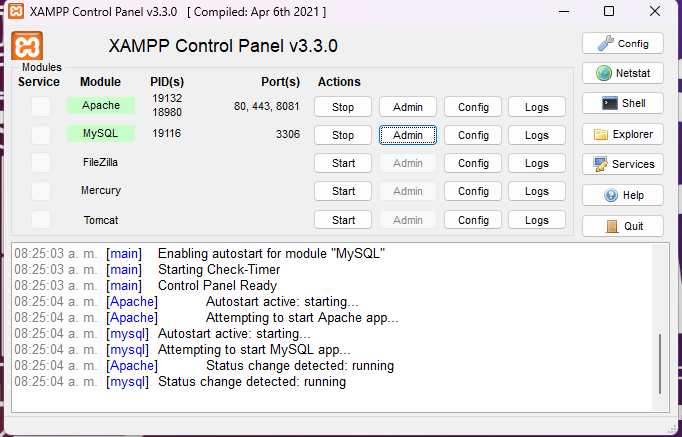 XAMPP Control Panel v3.3.0 [ Compiled: Apr 6th 2021 ]
XAMPP Control Panel v3.3.0
Config
Modules
Service Module PID(s) Port(s) Actions
Netstat
Apache 19132 18980 80, 443, 8081 Stop Admin Config Logs
Shell
MySQL 19116 3306 Stop Admin Config Logs
Explorer
FileZilla Start Admin Config Logs
Services
Mercury Start Admin Config Logs
Help
Tomcat Start Admin Config Logs
Quit
08:25:03 a. m. [main] Enabling autostart for module "MySQL"
08:25:03 a. m. [main] Starting Check-Timer
08:25:03 a. m. [main] Control Panel Ready
08:25:04 a. m. [Apache] Autostart active: starting...
08:25:04 a. m. [Apache] Attempting to start Apache app...
08:25:04 a. m. [mysql] Autostart active: starting...
08:25:04 a. m. [mysql] Attempting to start MySQL app...
08:25:04 a. m. [Apache] Status change detected: running
08:25:04 a. m. [mysql] Status change detected: running